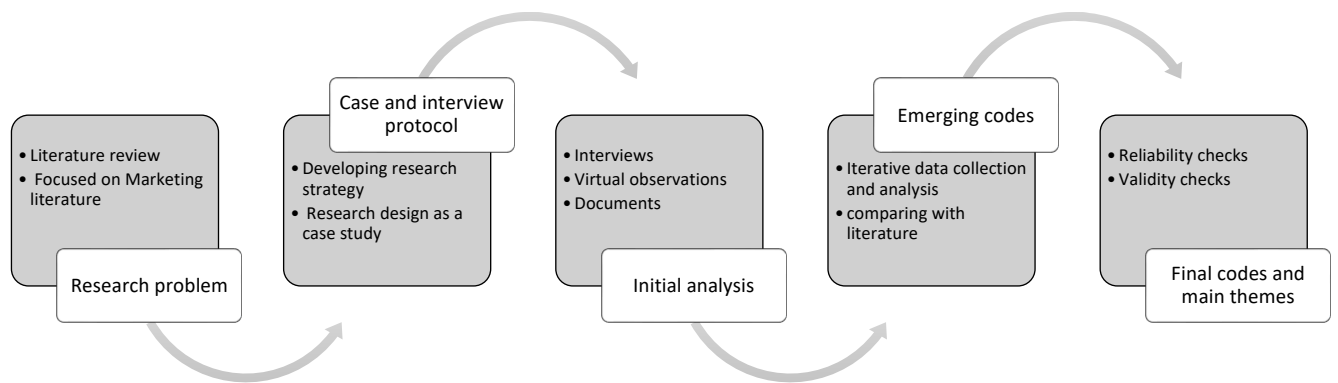 • Literature review
• Focused on Marketing
literature
Research problem
Case and interview
protocol
• Developing research
strategy
• Research design as a
case study
• Interviews
• Virtual observations
• Documents
Initial analysis
Emerging codes
• Iterative data collection
and analysis
• comparing with
literature
• Reliability checks
• Validity checks
Final codes and
main themes